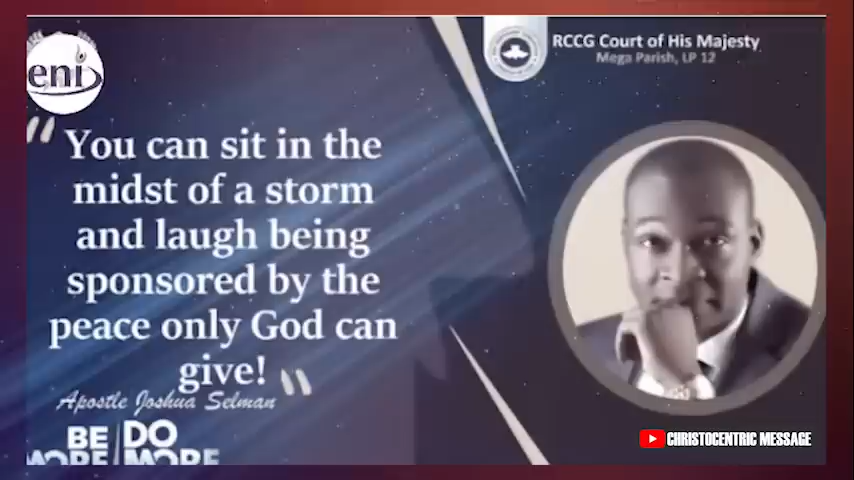 eni
RCCG Court of His Majesty
Mega Parish, LP 12
"You can sit in the
midst of a storm
and laugh being
sponsored by the
peace only God can
give!"
Apostle Joshua Selman
BE DO
MORE MORE
CHRISTOCENTRIC MESSAGE